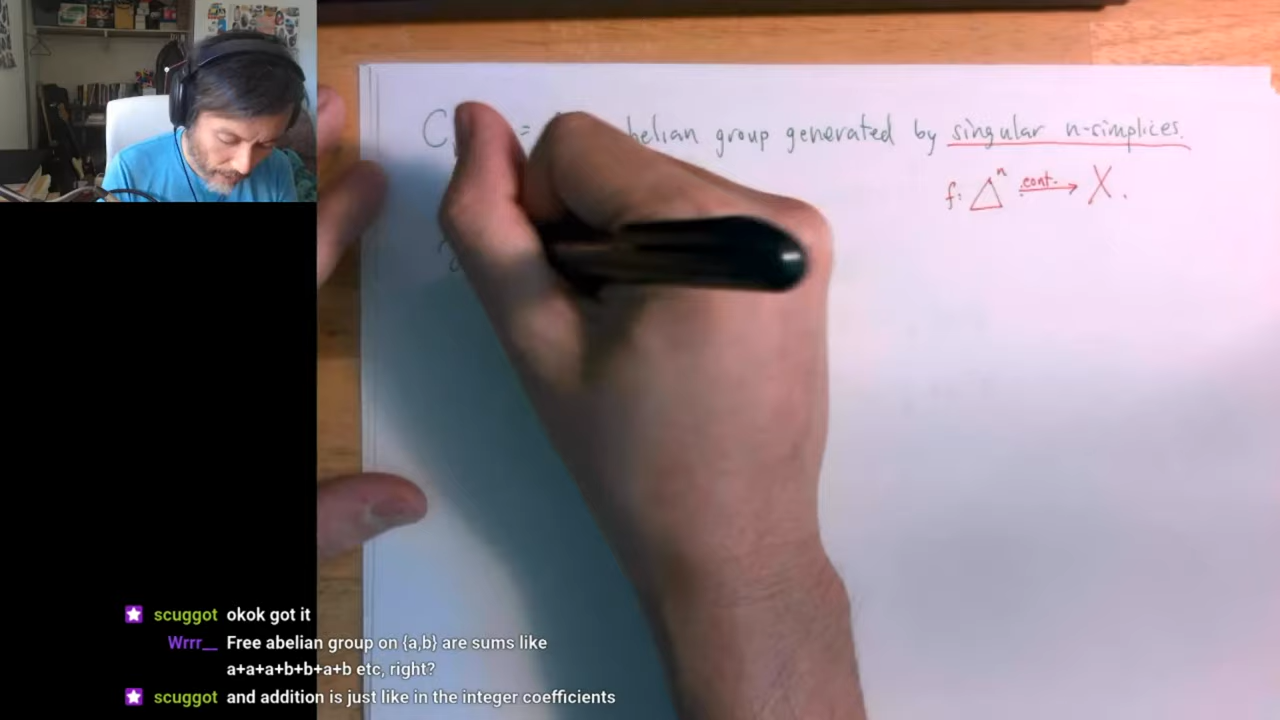 C = belian group generated by singular n-simplices.
f: Δⁿ cont. → X.
scuggot okok got it
Wrrr__ Free abelian group on {a,b} are sums like
a+a+a+b+b+a+b etc, right?
scuggot and addition is just like in the integer coefficients